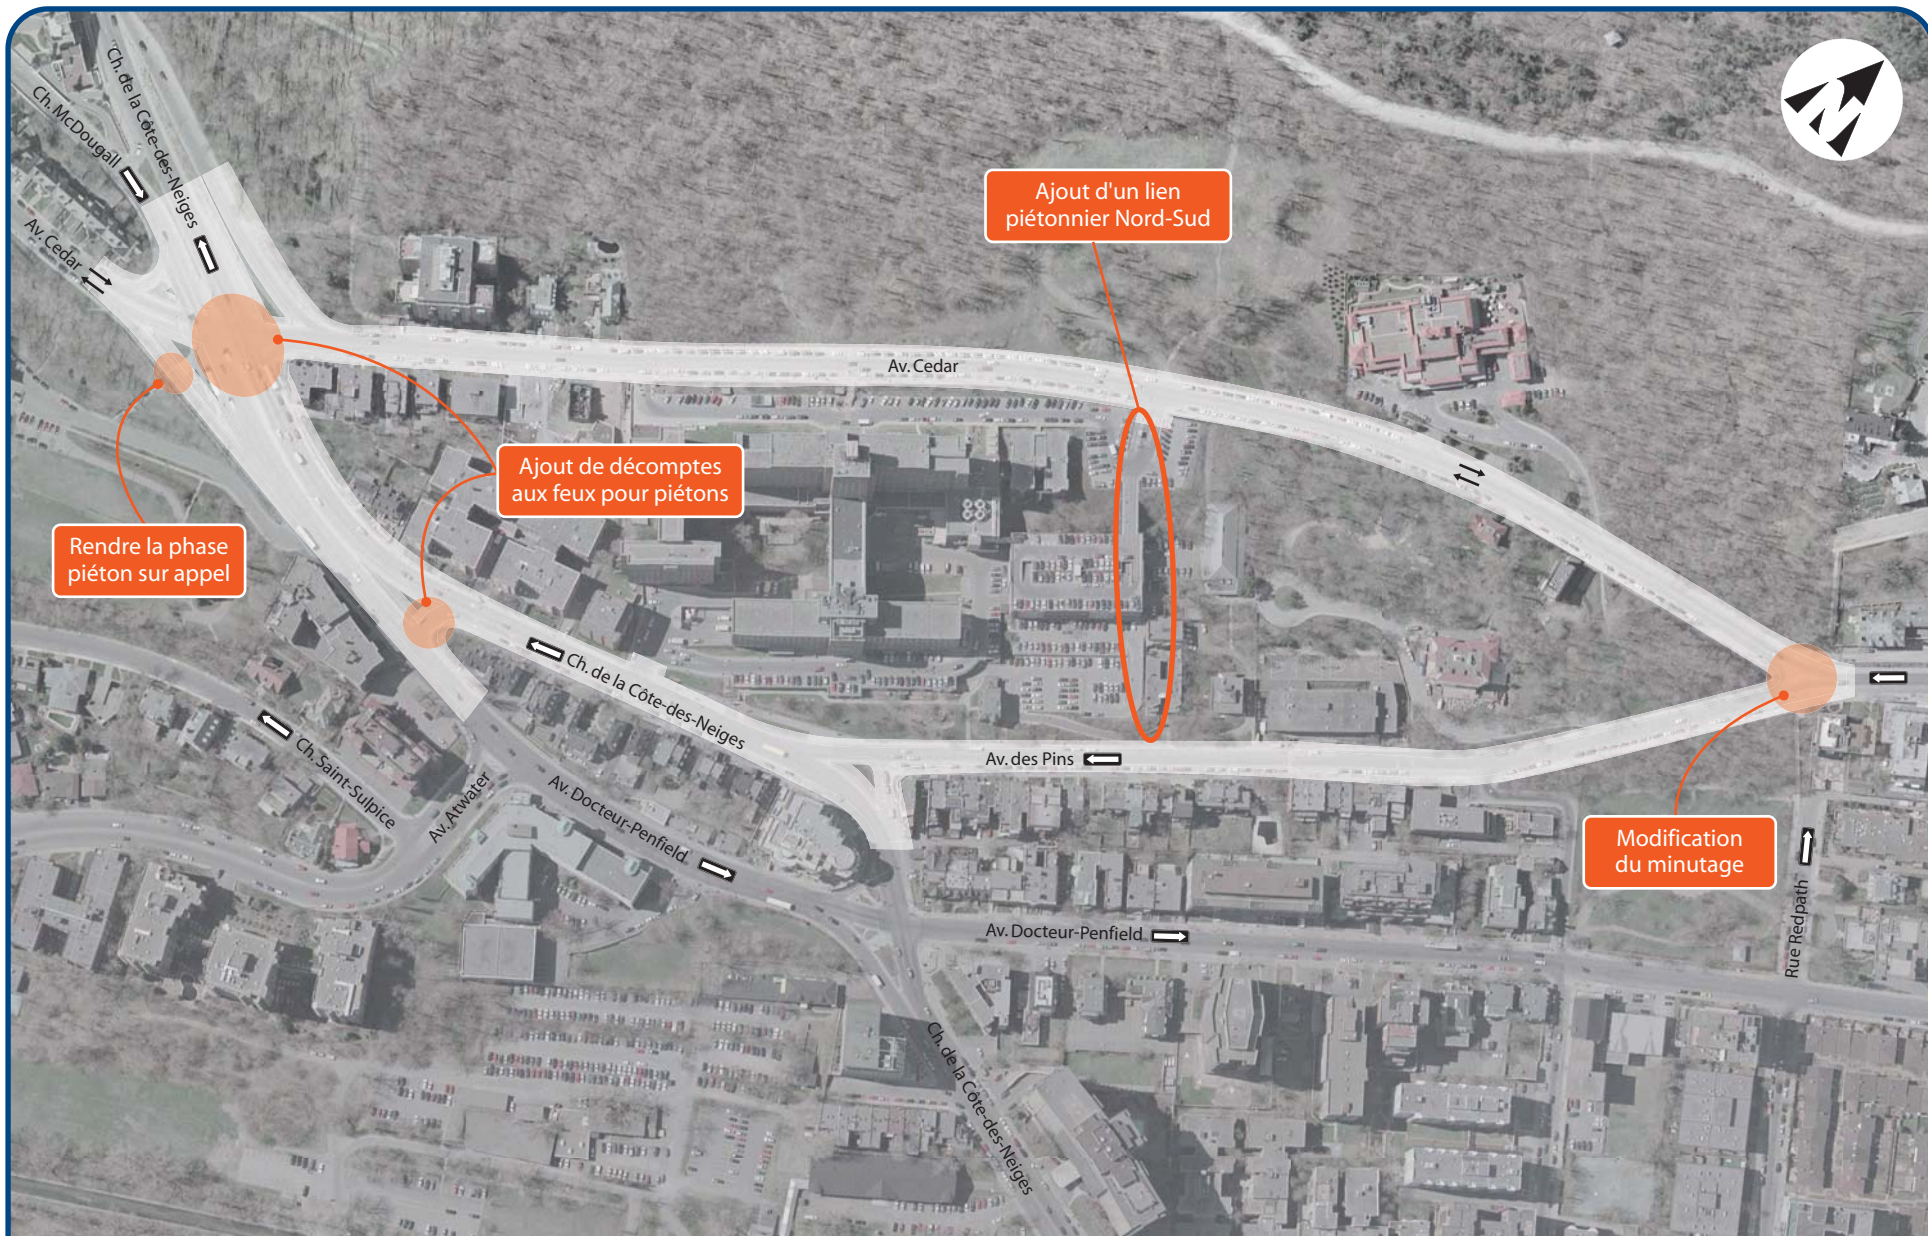 Ch. de la Côte-des-Neiges
Ch. McDougall
Av. Cedar
Ajout d'un lien
piétonnier Nord-Sud
Av. Cedar
Ajout de décomptes
aux feux pour piétons
Rendre la phase
piéton sur appel
Ch. de la Côte-des-Neiges
Av. des Pins
Ch. Saint-Sulpice
Av. Atwater
Av. Docteur-Penfield
Modification
du minutage
Rue Redpath
Av. Docteur-Penfield
Ch. de la Côte-des-Neiges